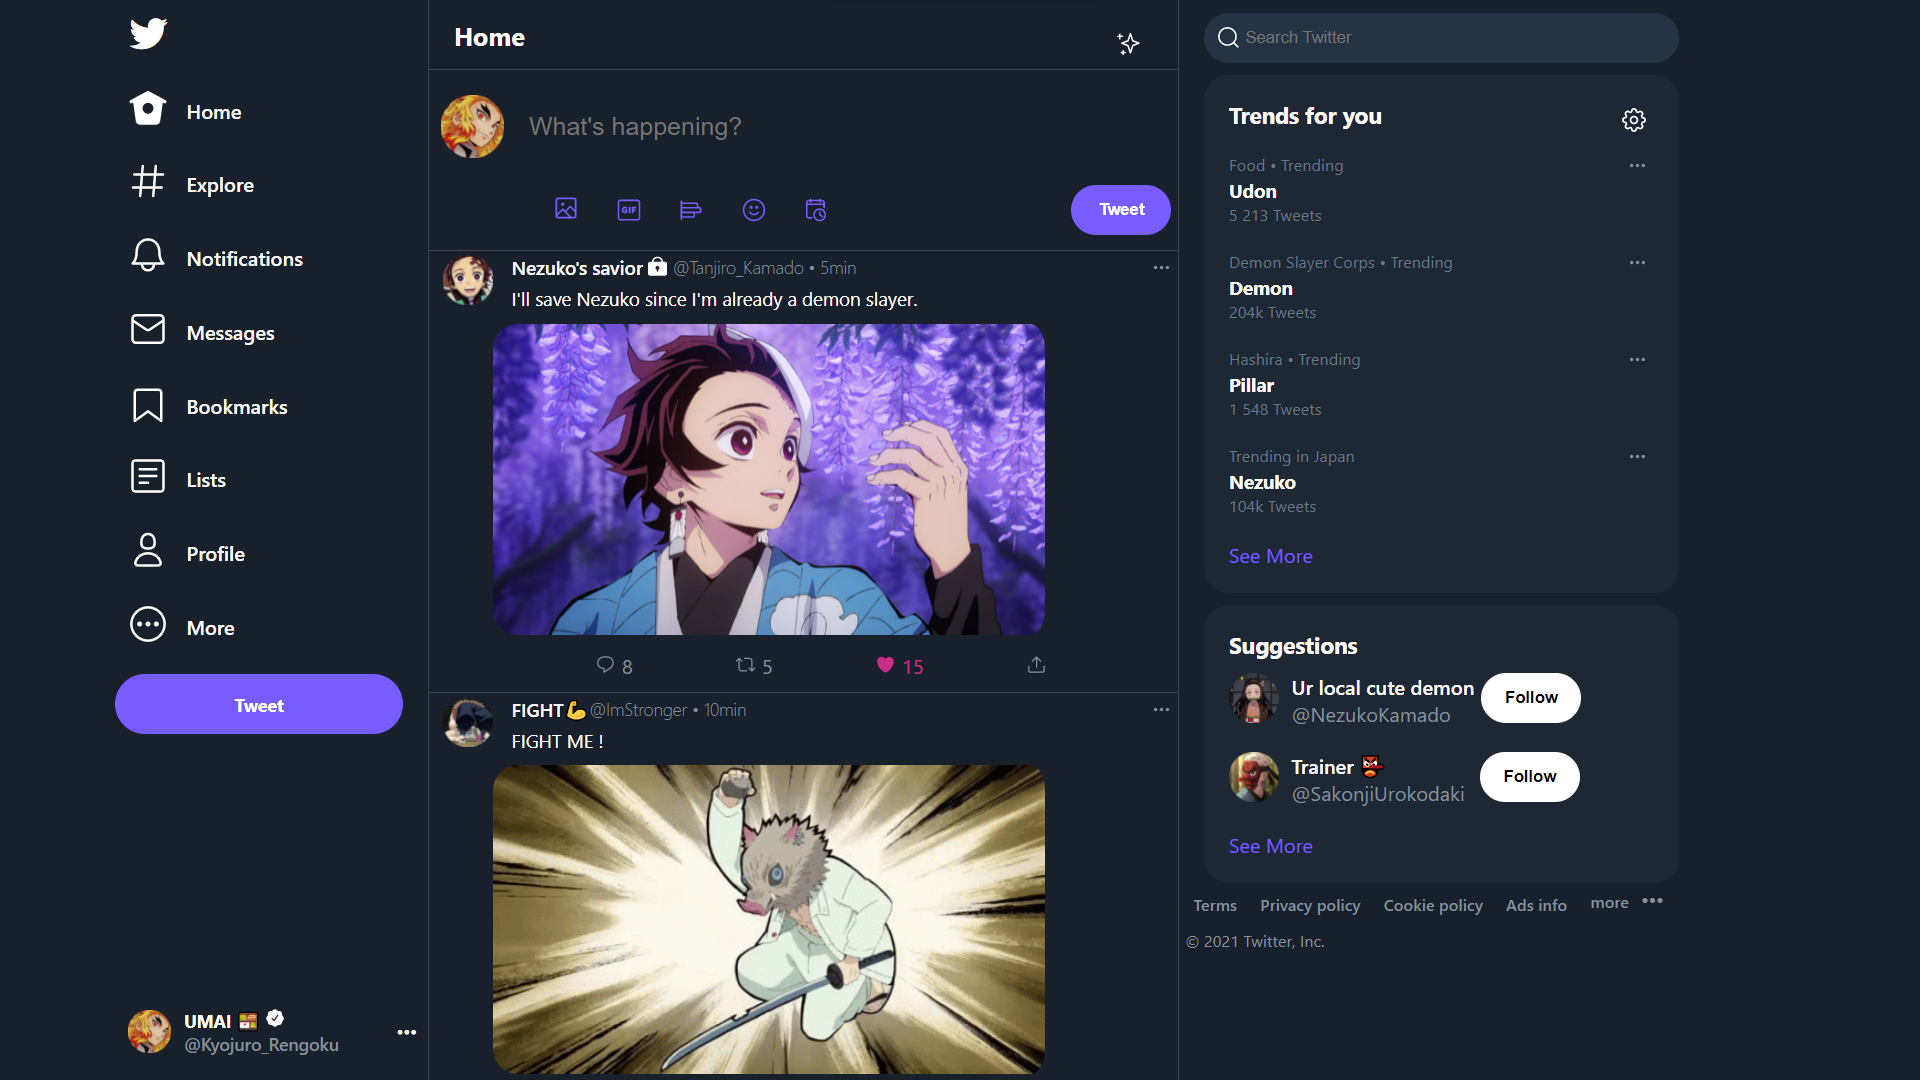 Home
Explore
Notifications
Messages
Bookmarks
Lists
Profile
More
Tweet
UMAI 🍱
@Kyojuro_Rengoku
Home
What's happening?
GIF
Tweet
Nezuko's savior @Tanjiro_Kamado • 5min
I'll save Nezuko since I'm already a demon slayer.
8 5 15
FIGHT💪@ImStronger • 10min
FIGHT ME !
Search Twitter
Trends for you
Food • Trending
Udon
5 213 Tweets
Demon Slayer Corps • Trending
Demon
204k Tweets
Hashira • Trending
Pillar
1 548 Tweets
Trending in Japan
Nezuko
104k Tweets
See More
Suggestions
Ur local cute demon
@NezukoKamado
Follow
Trainer 👺
@SakonjiUrokodaki
Follow
See More
Terms Privacy policy Cookie policy Ads info more •••
© 2021 Twitter, Inc.